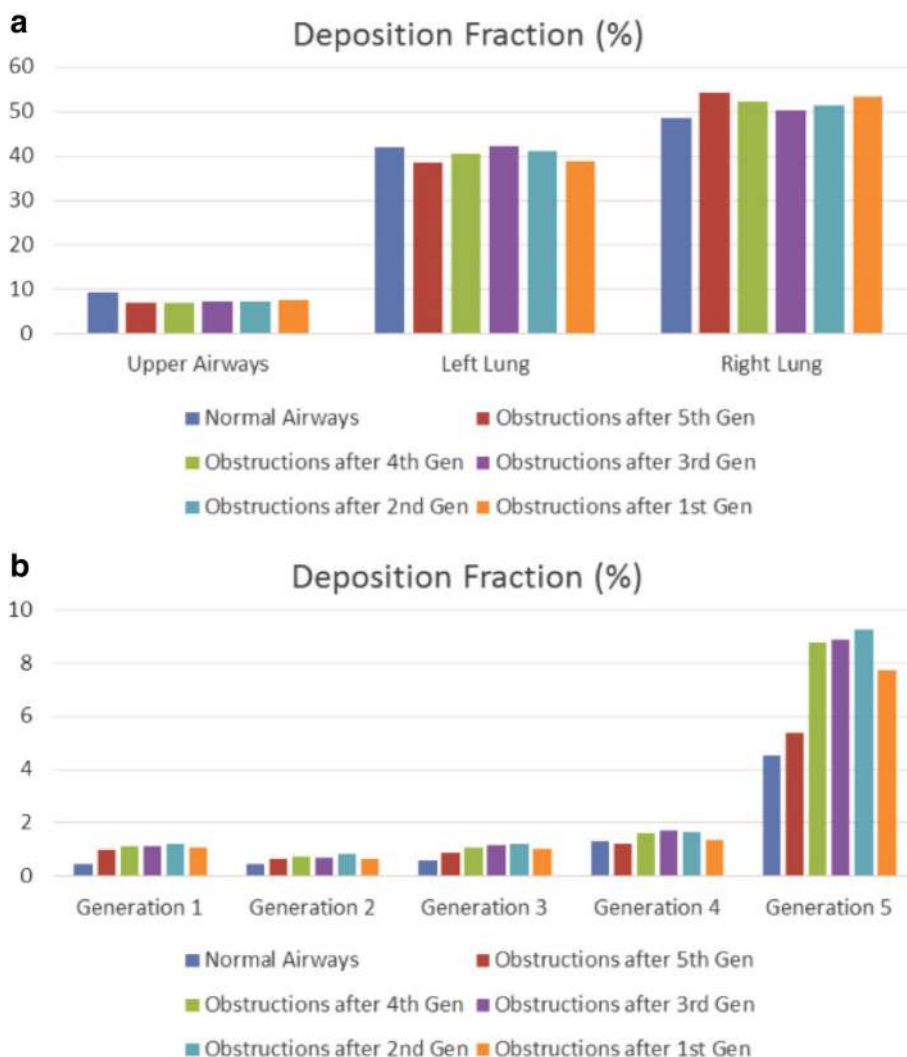 a
Deposition Fraction (%)
60
50
40
30
20
10
0
Upper Airways Left Lung Right Lung
Normal Airways Obstructions after 5th Gen
Obstructions after 4th Gen Obstructions after 3rd Gen
Obstructions after 2nd Gen Obstructions after 1st Gen
b
Deposition Fraction (%)
10
8
6
4
2
0
Generation 1 Generation 2 Generation 3 Generation 4 Generation 5
Normal Airways Obstructions after 5th Gen
Obstructions after 4th Gen Obstructions after 3rd Gen
Obstructions after 2nd Gen Obstructions after 1st Gen